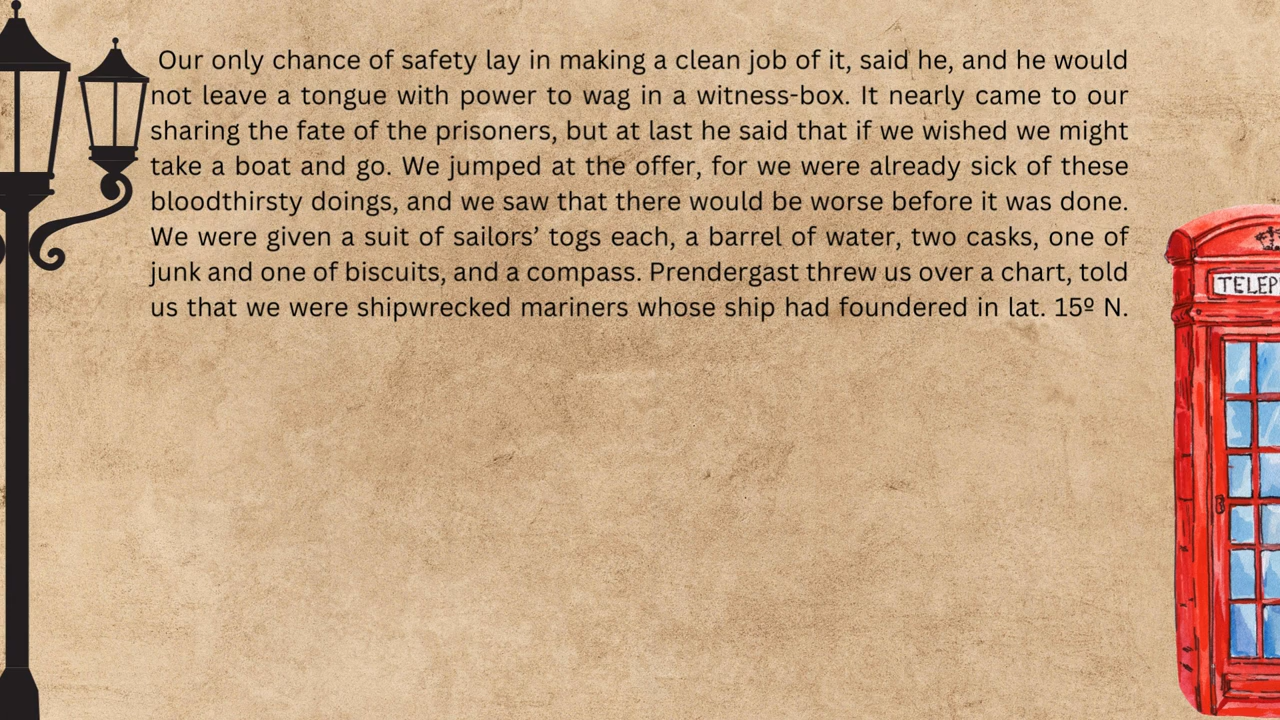 Our only chance of safety lay in making a clean job of it, said he, and he would
not leave a tongue with power to wag in a witness-box. It nearly came to our
sharing the fate of the prisoners, but at last he said that if we wished we might
take a boat and go. We jumped at the offer, for we were already sick of these
bloodthirsty doings, and we saw that there would be worse before it was done.
We were given a suit of sailors’ togs each, a barrel of water, two casks, one of
junk and one of biscuits, and a compass. Prendergast threw us over a chart, told
us that we were shipwrecked mariners whose ship had foundered in lat. 15º N.
TELEP